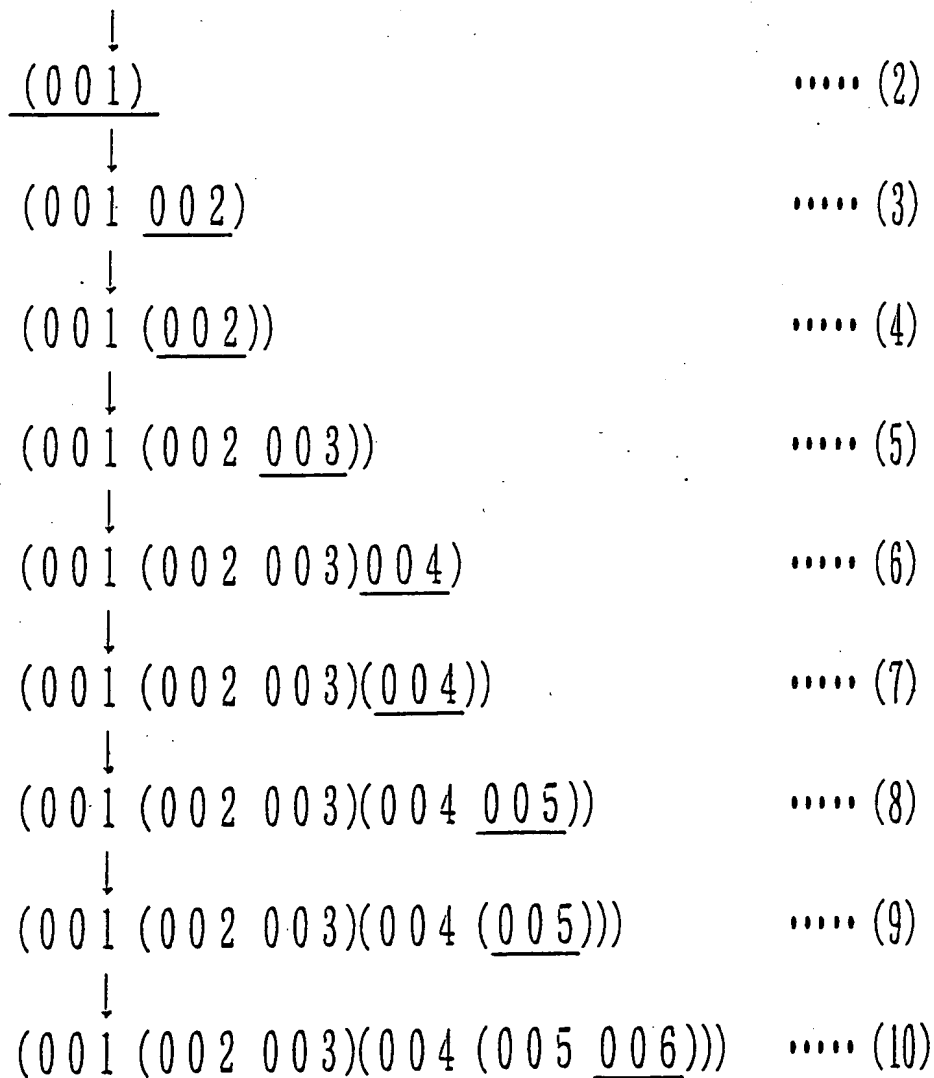 (001) ····· (2)
(001 002) ····· (3)
(001 (002)) ····· (4)
(001 (002 003)) ····· (5)
(001 (002 003)004) ····· (6)
(001 (002 003)(004)) ····· (7)
(001 (002 003)(004 005)) ····· (8)
(001 (002 003)(004 (005))) ····· (9)
(001 (002 003)(004 (005 006))) ····· (10)